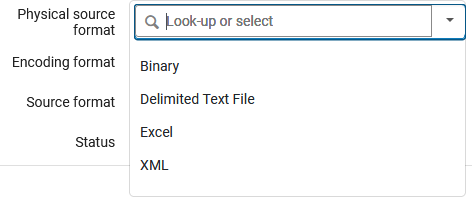 Physical source
format
Look-up or select
Encoding format
Source format
Status
Binary
Delimited Text File
Excel
XML